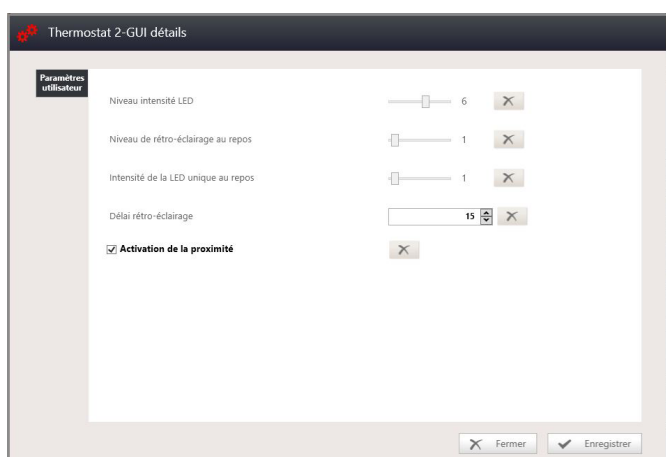 Thermostat 2-GUI détails
Paramètres
utilisateur
Niveau intensité LED
6
Niveau de rétro-éclairage au repos
1
Intensité de la LED unique au repos
1
Délai rétro-éclairage
15
Activation de la proximité
Fermer
Enregistrer